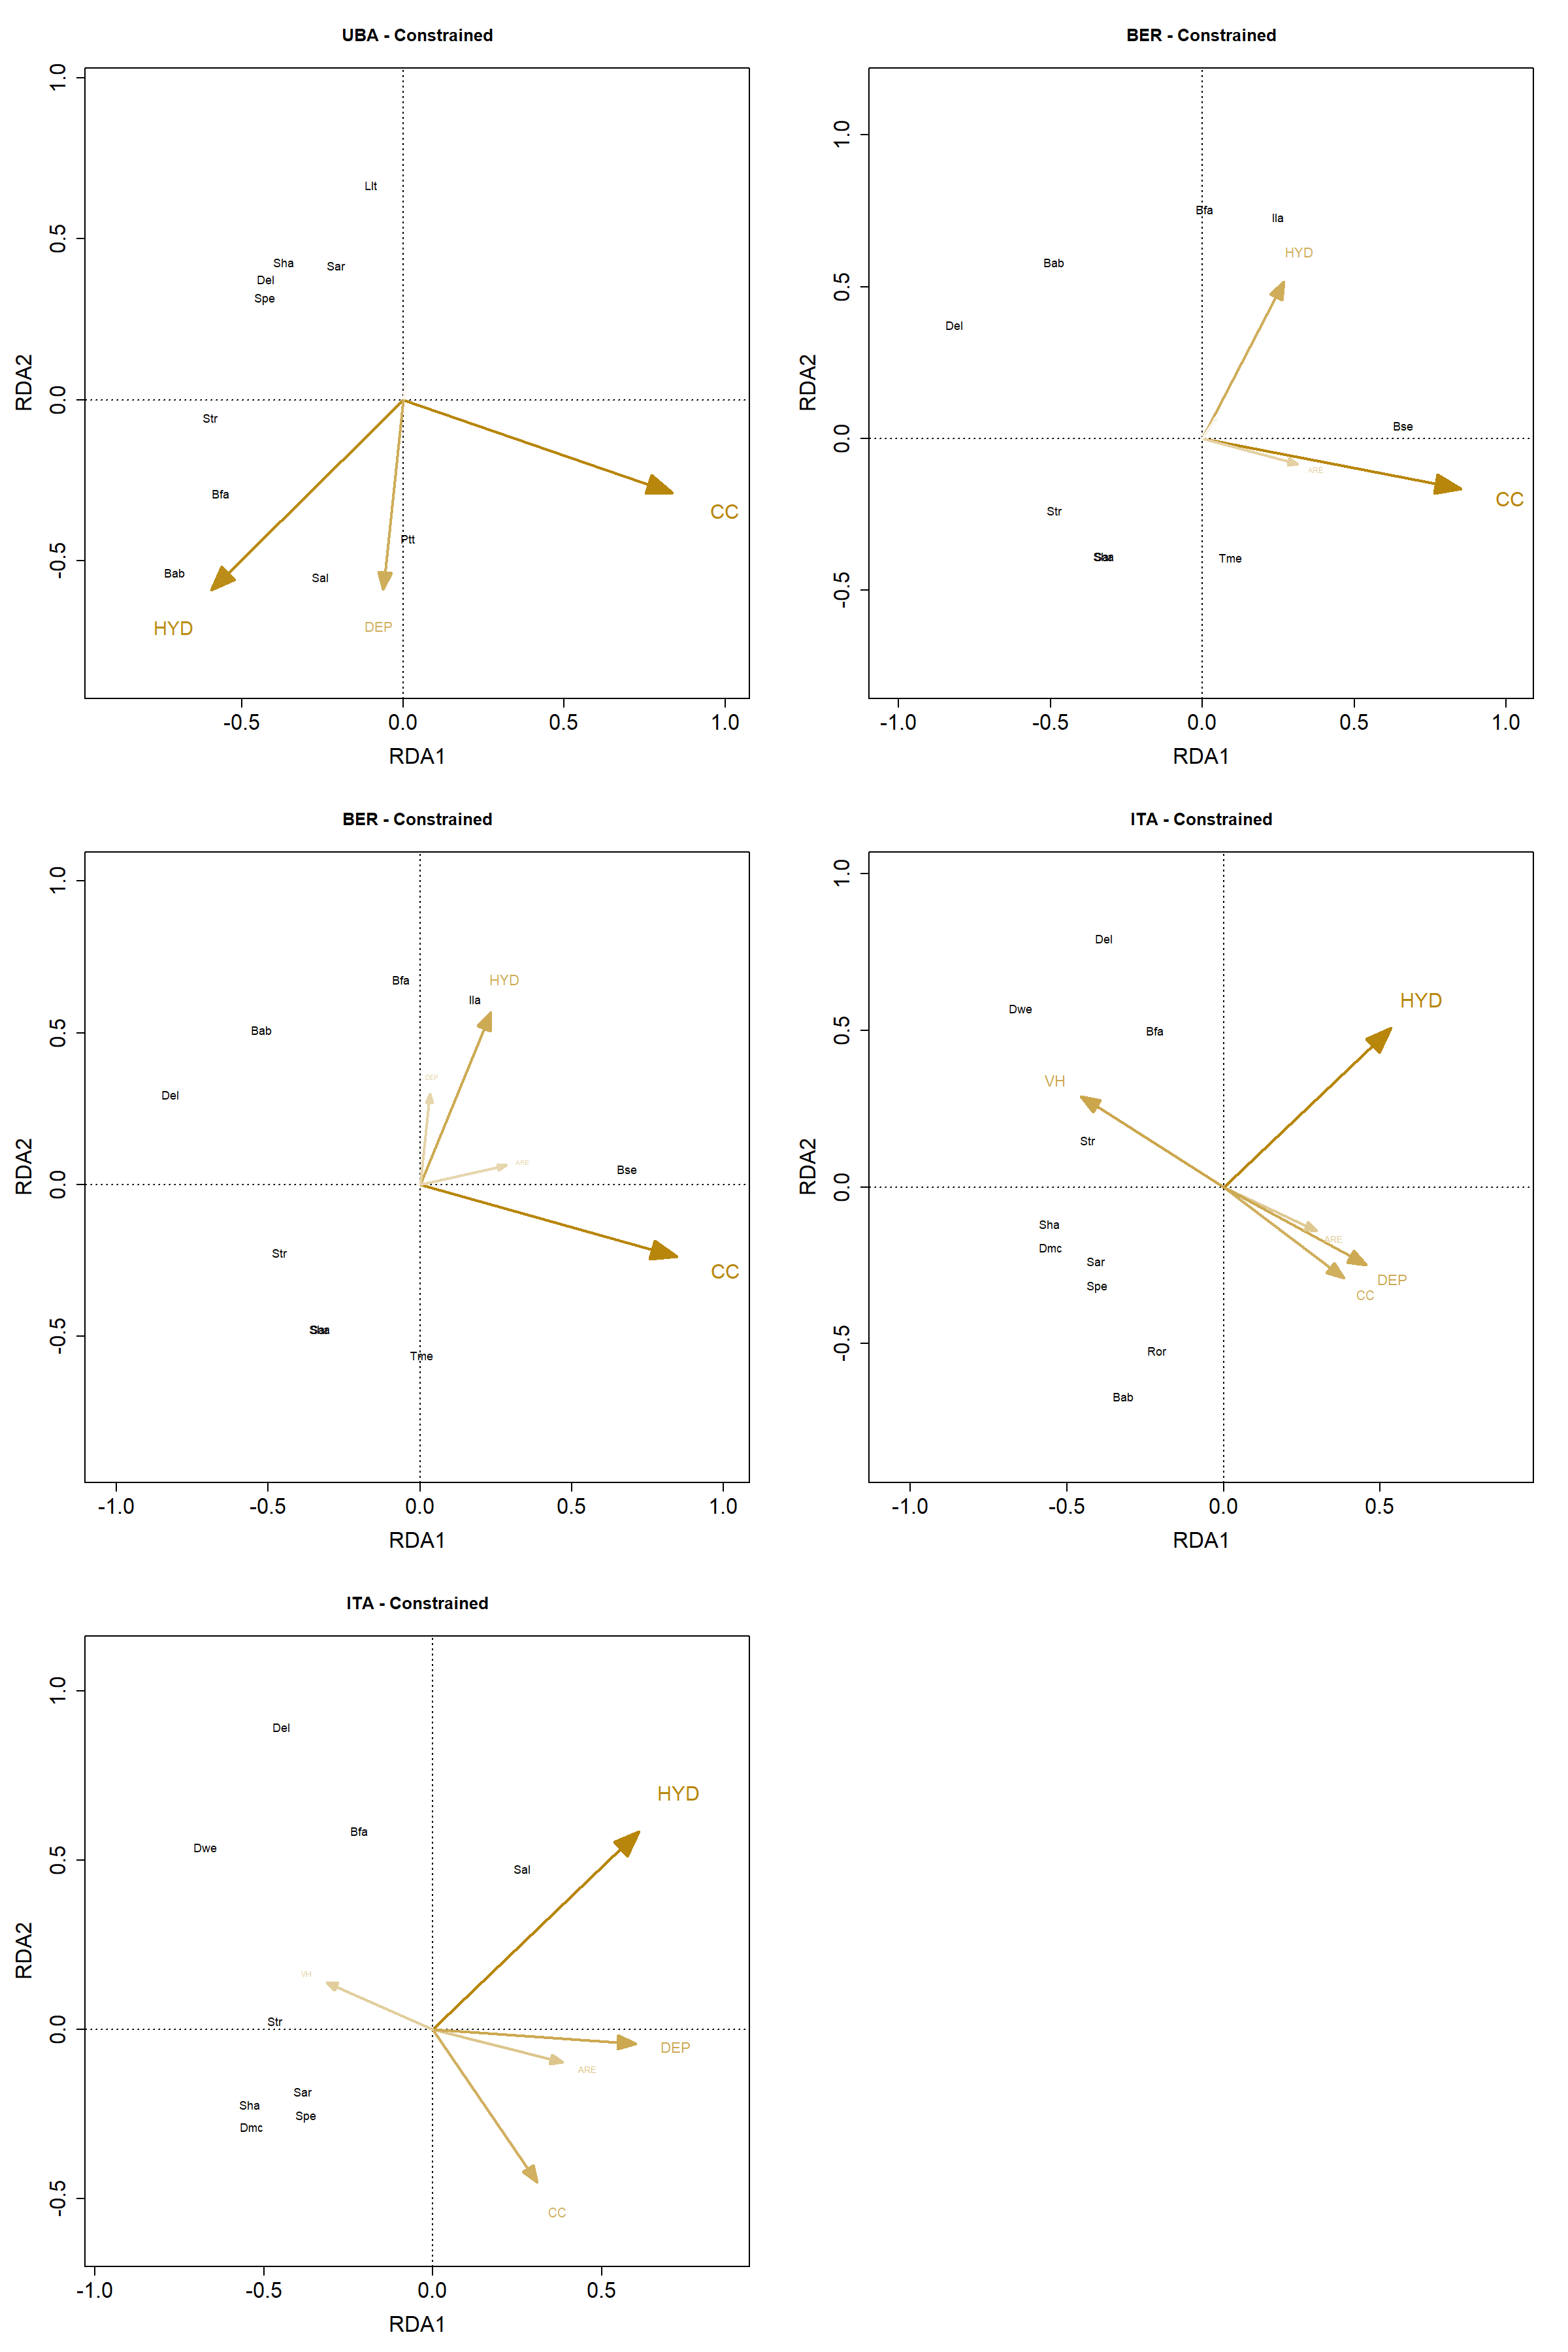 UBA - Constrained
1.0
Llt
0.5
Sha
Sar
Del
Spe
RDA2
0.0
Str
Bfa
CC
Ptt
-0.5
Bab
Sal
HYD
DEP
-0.5 0.0 0.5 1.0
RDA1
BER - Constrained
1.0
Bfa
Ila
HYD
Bab
0.5
Del
RDA2
0.0
Bse
ARE
CC
Str
Tme
-0.5
-1.0 -0.5 0.0 0.5 1.0
RDA1
BER - Constrained
1.0
Bfa
HYD
Ila
Bab
0.5
DEP
Del
RDA2
ARE
Bse
0.0
Str
CC
-0.5
Tme
-1.0 -0.5 0.0 0.5 1.0
RDA1
ITA - Constrained
1.0
Del
Dwe
HYD
Bfa
0.5
VH
Str
RDA2
0.0
Sha
Dmc
ARE
Sar
Spe
DEP
CC
-0.5
Ror
Bab
-1.0 -0.5 0.0 0.5
RDA1
ITA - Constrained
1.0
Del
HYD
Bfa
Dwe
0.5
Sal
VH
RDA2
Str
0.0
DEP
ARE
Sar
Sha
Spe
Dmc
-0.5
CC
-1.0 -0.5 0.0 0.5
RDA1